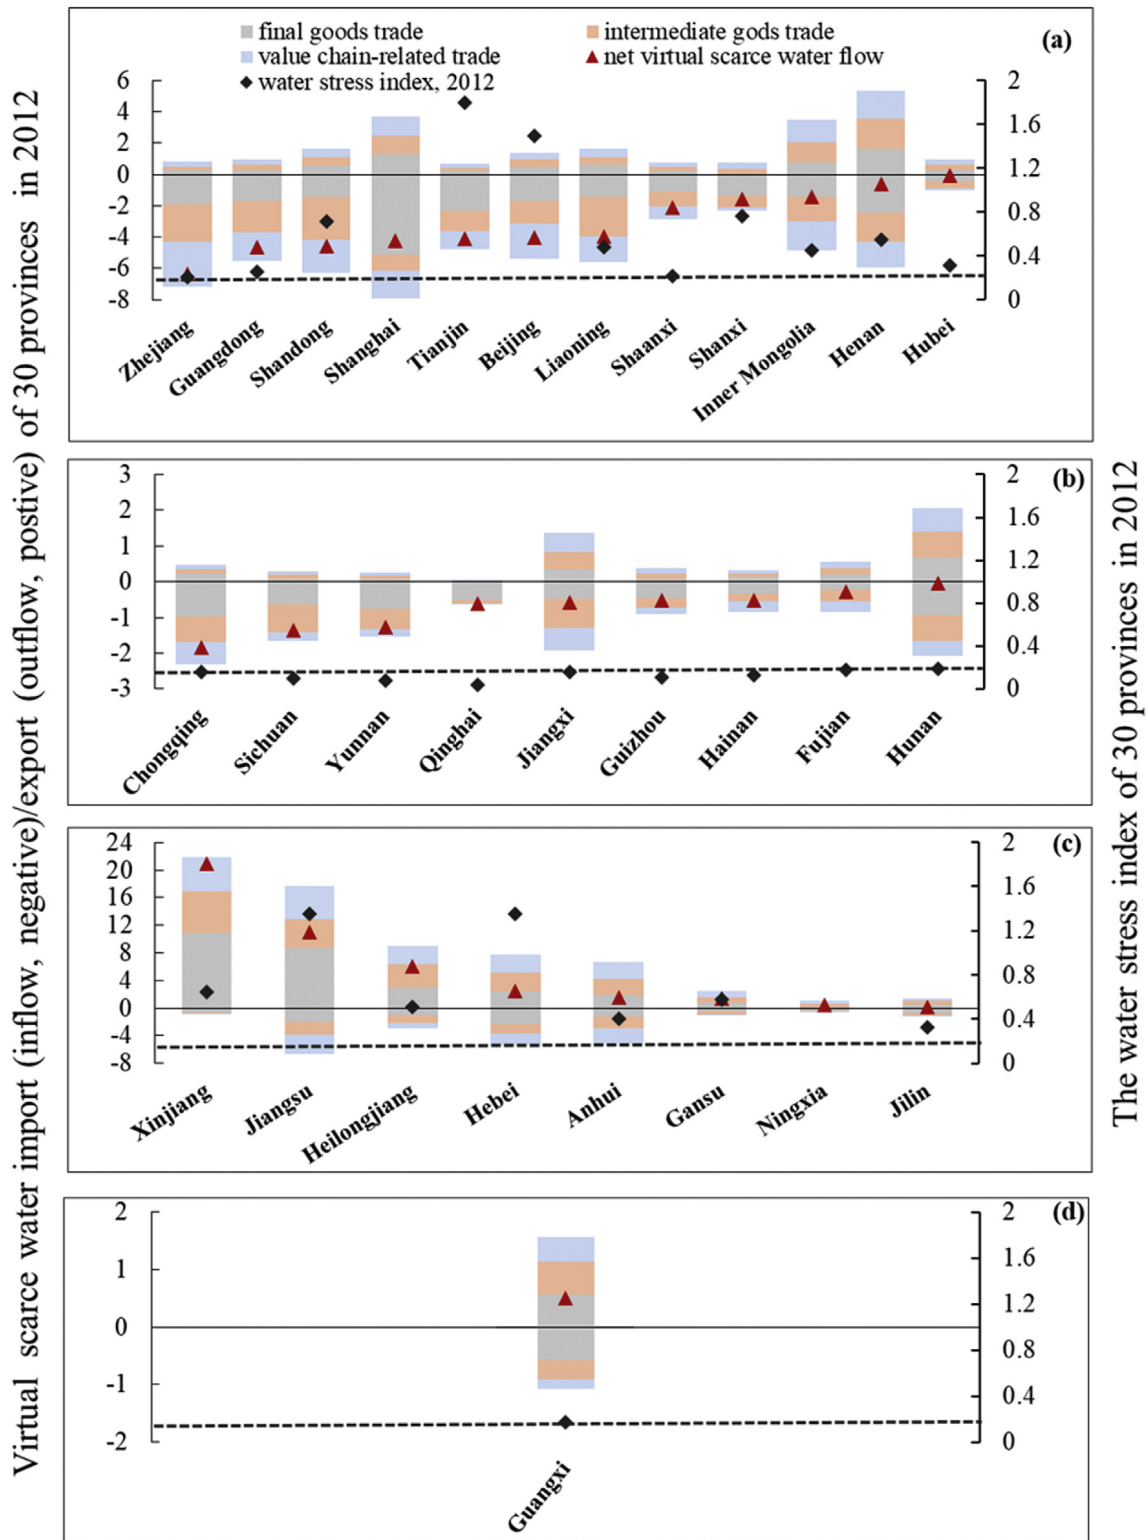 Virtual scarce water import (inflow, negative)/export (outflow, postive) of 30 provinces in 2012
The water stress index of 30 provinces in 2012
final goods trade
intermediate gods trade
(a)
value chain-related trade
net virtual scarce water flow
water stress index, 2012
6
4
2
0
-2
-4
-6
-8
2
1.6
1.2
0.8
0.4
0
Zhejiang
Guangdong
Shandong
Shanghai
Tianjin
Beijing
Liaoning
Shaanxi
Shanxi
Inner Mongolia
Henan
Hubei
(b)
3
2
1
0
-1
-2
-3
2
1.6
1.2
0.8
0.4
0
Chongqing
Sichuan
Yunnan
Qinghai
Jiangxi
Guizhou
Hainan
Fujian
Hunan
(c)
24
20
16
12
8
4
0
-4
-8
2
1.6
1.2
0.8
0.4
0
Xinjiang
Jiangsu
Heilongjiang
Hebei
Anhui
Gansu
Ningxia
Jilin
(d)
2
1
0
-1
-2
2
1.6
1.2
0.8
0.4
0
Guangxi